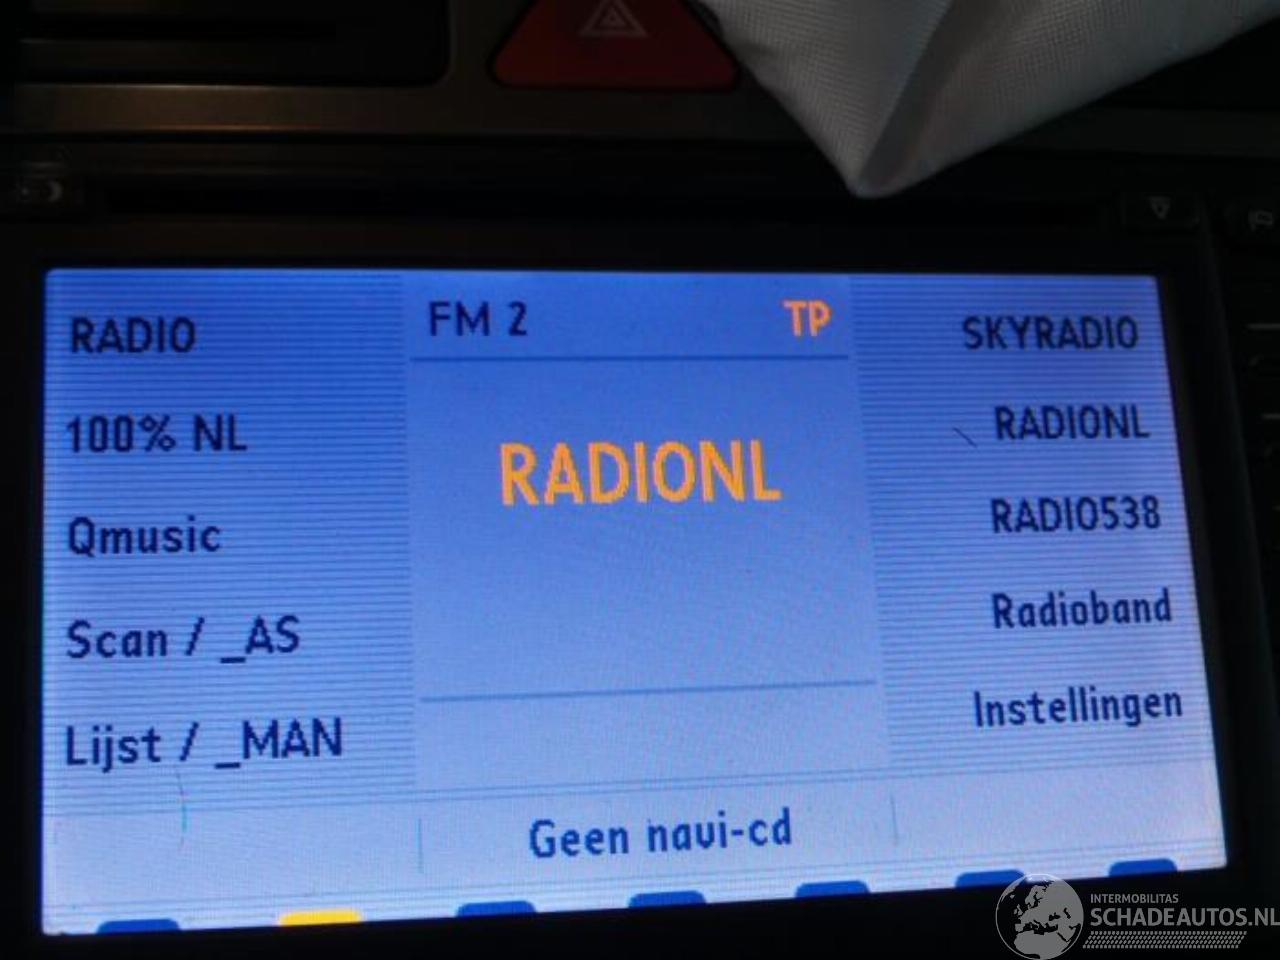 FM 2 TP
RADIO
100% NL
Qmusic
Scan / _AS
Lijst / _MAN
RADIONL
SKYRADIO
RADIONL
RADIO538
Radioband
Instellingen
Geen navi-cd
INTERMOBILITAS
SCHADEAUTOS.NL